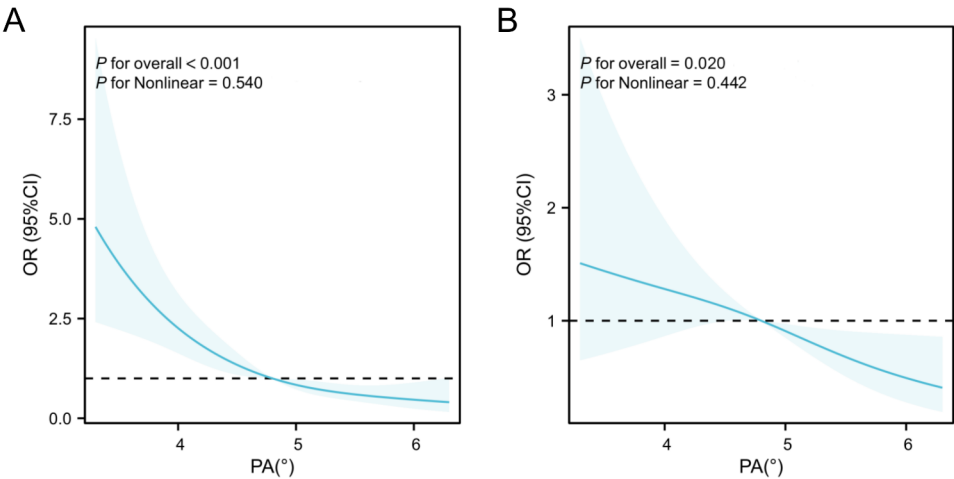 A
P for overall < 0.001
P for Nonlinear = 0.540
7.5
5.0
2.5
0.0
OR (95%CI)
4 5 6
PA(°)
B
P for overall = 0.020
P for Nonlinear = 0.442
3
2
1
OR (95%CI)
4 5 6
PA(°)